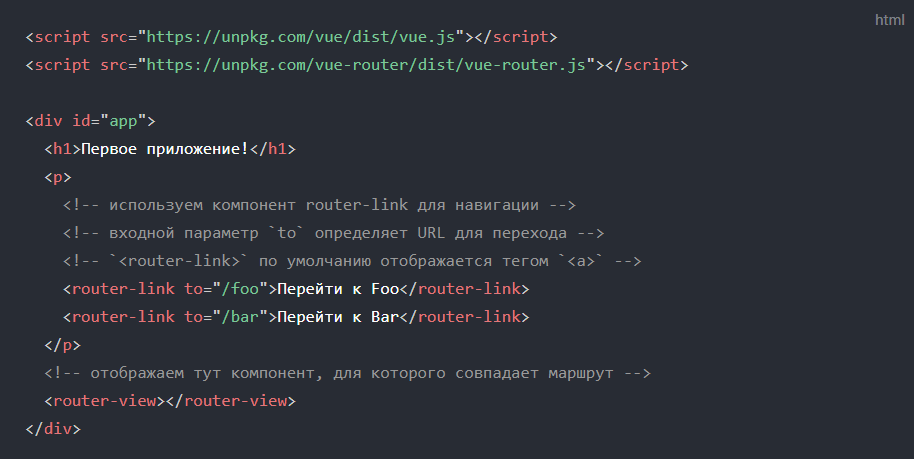 html
<script src="https://unpkg.com/vue/dist/vue.js"></script>
<script src="https://unpkg.com/vue-router/dist/vue-router.js"></script>
<div id="app">
<h1>Первое приложение!</h1>
<p>
<!-- используем компонент router-link для навигации -->
<!-- входной параметр `to` определяет URL для перехода -->
<!-- `<router-link>` по умолчанию отображается тегом `<a>` -->
<router-link to="/foo">Перейти к Foo</router-link>
<router-link to="/bar">Перейти к Bar</router-link>
</p>
<!-- отображаем тут компонент, для которого совпадает маршрут -->
<router-view></router-view>
</div>